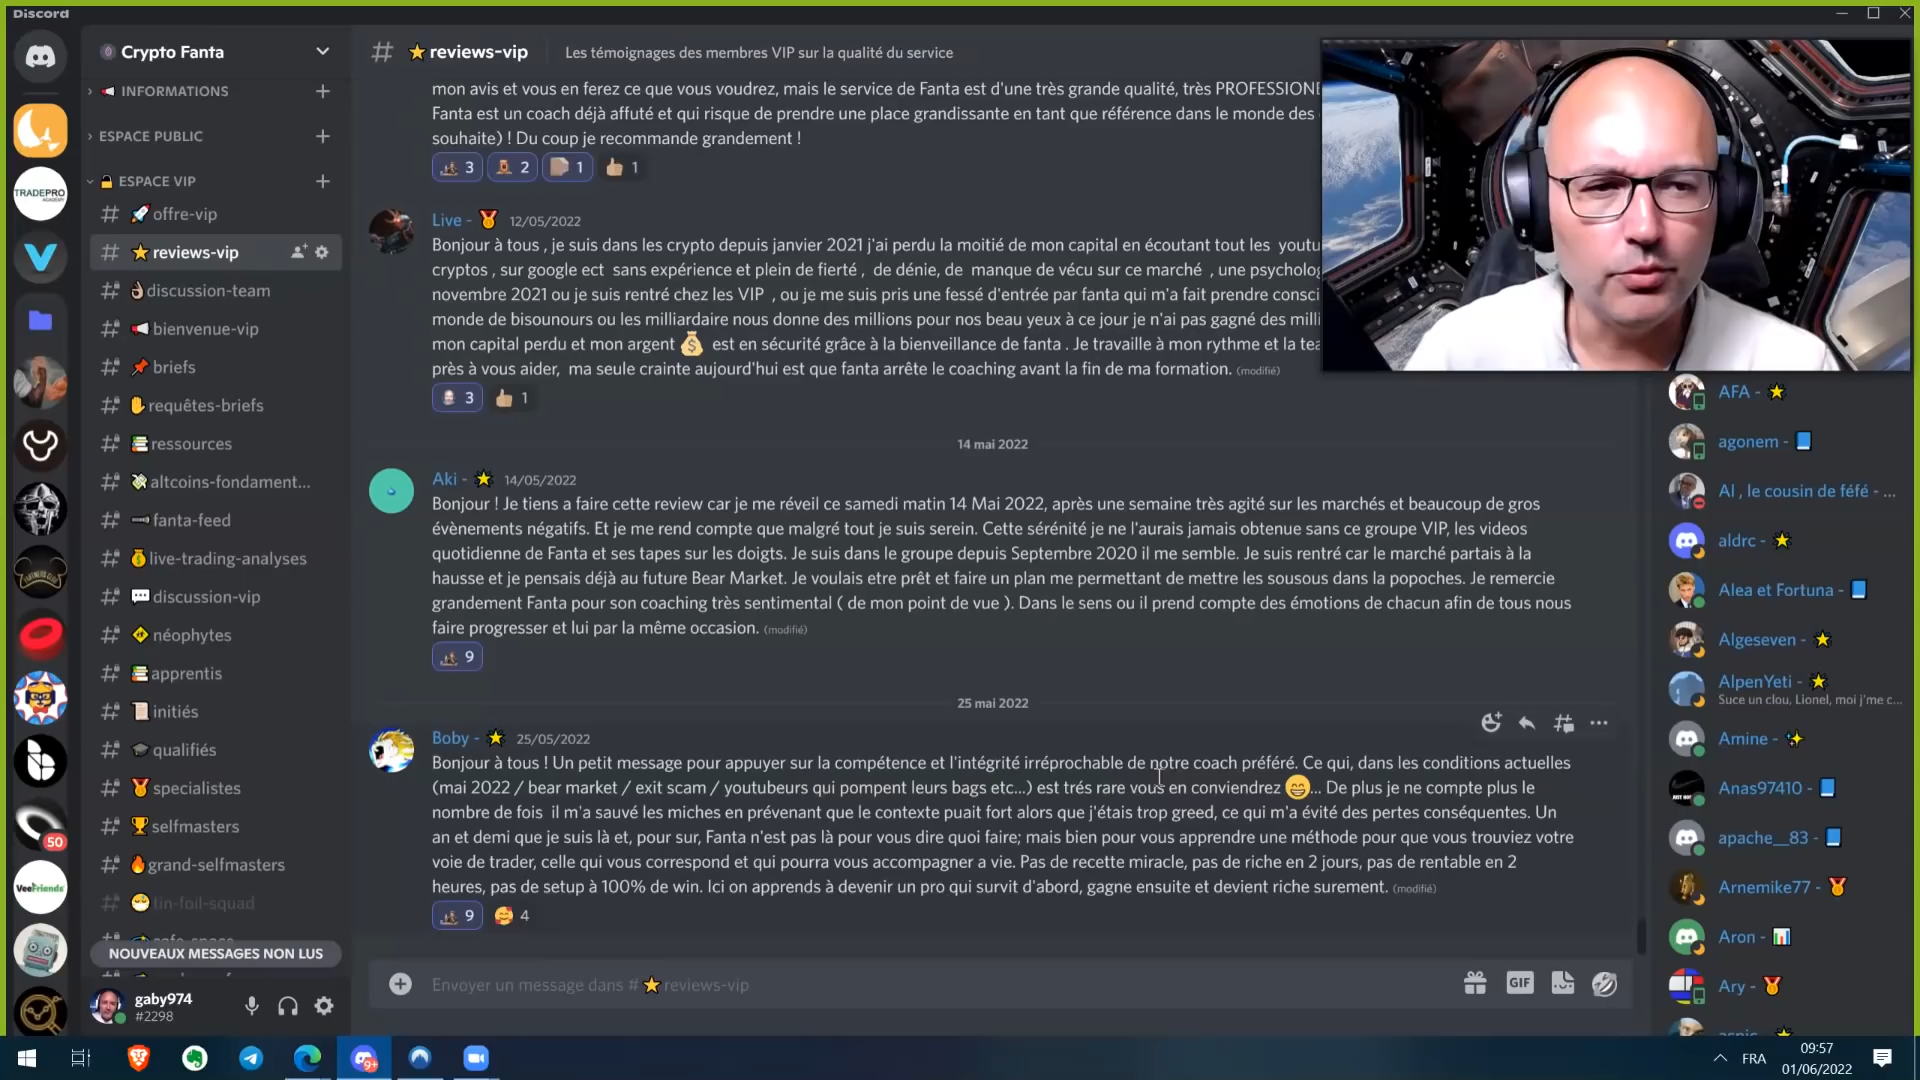 Discord
Crypto Fanta
INFORMATIONS
ESPACE PUBLIC
ESPACE VIP
offre-vip
reviews-vip
discussion-team
bienvenue-vip
briefs
requêtes-briefs
ressources
altcoins-fondament...
fanta-feed
live-trading-analyses
discussion-vip
néophytes
apprentis
initiés
qualifiés
specialistes
selfmasters
grand-selfmasters
tin-foil-squad
NOUVEAUX MESSAGES NON LUS
gaby974
#2298
TRADEPRO
ACADEMY
50
VeeFriends
reviews-vip
Les témoignages des membres VIP sur la qualité du service
mon avis et vous en ferez ce que vous voudrez, mais le service de Fanta est d'une très grande qualité, très PROFESSIONE
Fanta est un coach déjà affuté et qui risque de prendre une place grandissante en tant que référence dans le monde des
souhaite) ! Du coup je recommande grandement !
3 2 1 1
Live - 12/05/2022
Bonjour à tous , je suis dans les crypto depuis janvier 2021 j'ai perdu la moitié de mon capital en écoutant tout les youtu
cryptos , sur google ect sans expérience et plein de fierté , de dénie, de manque de vécu sur ce marché , une psycholog
novembre 2021 ou je suis rentré chez les VIP , ou je me suis pris une fessé d'entrée par fanta qui m'a fait prendre consci
monde de bisounours ou les milliardaire nous donne des millions pour nos beau yeux à ce jour je n'ai pas gagné des milli
mon capital perdu et mon argent est en sécurité grâce à la bienveillance de fanta . Je travaille à mon rythme et la tea
près à vous aider, ma seule crainte aujourd'hui est que fanta arrête le coaching avant la fin de ma formation. (modifié)
3 1
14 mai 2022
Aki - 14/05/2022
Bonjour ! Je tiens a faire cette review car je me réveil ce samedi matin 14 Mai 2022, après une semaine très agité sur les marchés et beaucoup de gros
évènements négatifs. Et je me rend compte que malgré tout je suis serein. Cette sérénité je ne l'aurais jamais obtenue sans ce groupe VIP, les videos
quotidienne de Fanta et ses tapes sur les doigts. Je suis dans le groupe depuis Septembre 2020 il me semble. Je suis rentré car le marché partais à la
hausse et je pensais déjà au future Bear Market. Je voulais etre prêt et faire un plan me permettant de mettre les sousous dans la popoches. Je remercie
grandement Fanta pour son coaching très sentimental ( de mon point de vue ). Dans le sens ou il prend compte des émotions de chacun afin de tous nous
faire progresser et lui par la même occasion. (modifié)
9
25 mai 2022
Boby - 25/05/2022
Bonjour à tous ! Un petit message pour appuyer sur la compétence et l'intégrité irréprochable de notre coach préféré. Ce qui, dans les conditions actuelles
(mai 2022 / bear market / exit scam / youtubeurs qui pompent leurs bags etc...) est trés rare vous en conviendrez ... De plus je ne compte plus le
nombre de fois il m'a sauvé les miches en prévenant que le contexte puait fort alors que j'étais trop greed, ce qui m'a évité des pertes conséquentes. Un
an et demi que je suis là et, pour sur, Fanta n'est pas là pour vous dire quoi faire; mais bien pour vous apprendre une méthode pour que vous trouviez votre
voie de trader, celle qui vous correspond et qui pourra vous accompagner a vie. Pas de recette miracle, pas de riche en 2 jours, pas de rentable en 2
heures, pas de setup à 100% de win. Ici on apprends à devenir un pro qui survit d'abord, gagne ensuite et devient riche surement. (modifié)
9 4
Envoyer un message dans # reviews-vip
GIF
AFA -
agonem -
Al , le cousin de féfé - ...
aldrc -
Alea et Fortuna -
Algeseven -
AlpenYeti -
Suce un clou, Lionel, moi j'me c...
Amine -
Anas97410 -
apache__83 -
Arnemike77 -
Aron -
Ary -
9+
FRA
09:57
01/06/2022